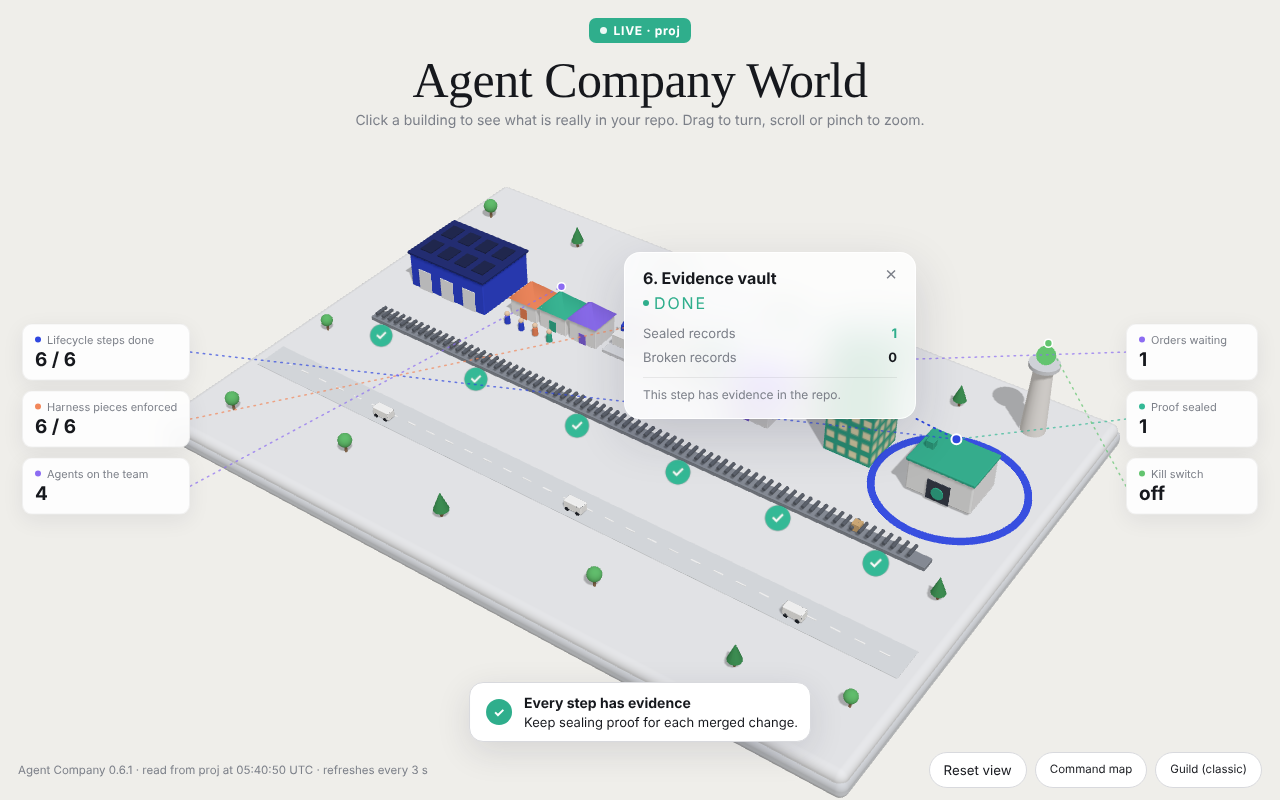 LIVE · proj
Agent Company World
Click a building to see what is really in your repo. Drag to turn, scroll or pinch to zoom.
6. Evidence vault
DONE
Sealed records 1
Broken records 0
This step has evidence in the repo.
Lifecycle steps done
6 / 6
Harness pieces enforced
6 / 6
Agents on the team
4
Orders waiting
1
Proof sealed
1
Kill switch
off
Every step has evidence
Keep sealing proof for each merged change.
Agent Company 0.6.1 · read from proj at 05:40:50 UTC · refreshes every 3 s
Reset view
Command map
Guild (classic)